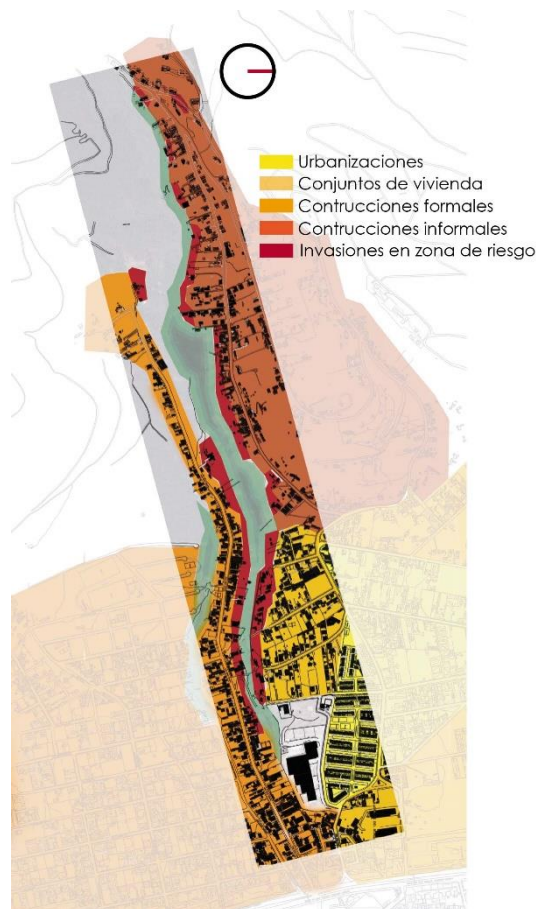 Urbanizaciones
Conjuntos de vivienda
Contrucciones formales
Contrucciones informales
Invasiones en zona de riesgo